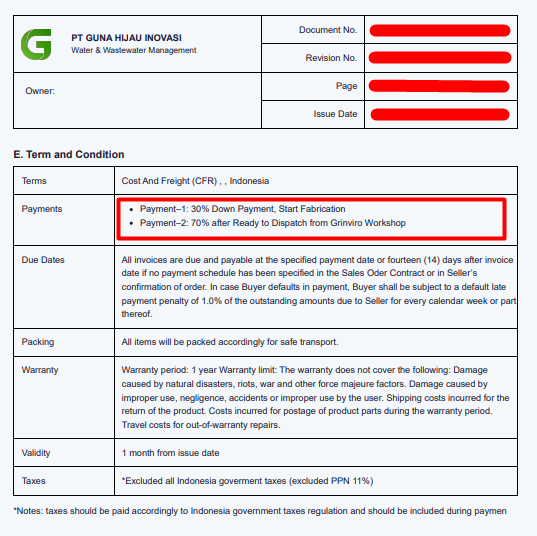 PT GUNA HIJAU INOVASI
Water & Wastewater Management
Document No.
Revision No.
Owner:
Page
Issue Date
E. Term and Condition
Terms
Cost And Freight (CFR) , , Indonesia
Payments
• Payment–1: 30% Down Payment, Start Fabrication
• Payment–2: 70% after Ready to Dispatch from Grinviro Workshop
Due Dates
All invoices are due and payable at the specified payment date or fourteen (14) days after invoice
date if no payment schedule has been specified in the Sales Oder Contract or in Seller's
confirmation of order. In case Buyer defaults in payment, Buyer shall be subject to a default late
payment penalty of 1.0% of the outstanding amounts due to Seller for every calendar week or part
thereof.
Packing
All items will be packed accordingly for safe transport.
Warranty
Warranty period: 1 year Warranty limit: The warranty does not cover the following: Damage
caused by natural disasters, riots, war and other force majeure factors. Damage caused by
improper use, negligence, accidents or improper use by the user. Shipping costs incurred for the
return of the product. Costs incurred for postage of product parts during the warranty period.
Travel costs for out-of-warranty repairs.
Validity
1 month from issue date
Taxes
*Excluded all Indonesia goverment taxes (excluded PPN 11%)
*Notes: taxes should be paid accordingly to Indonesia government taxes regulation and should be included during paymen